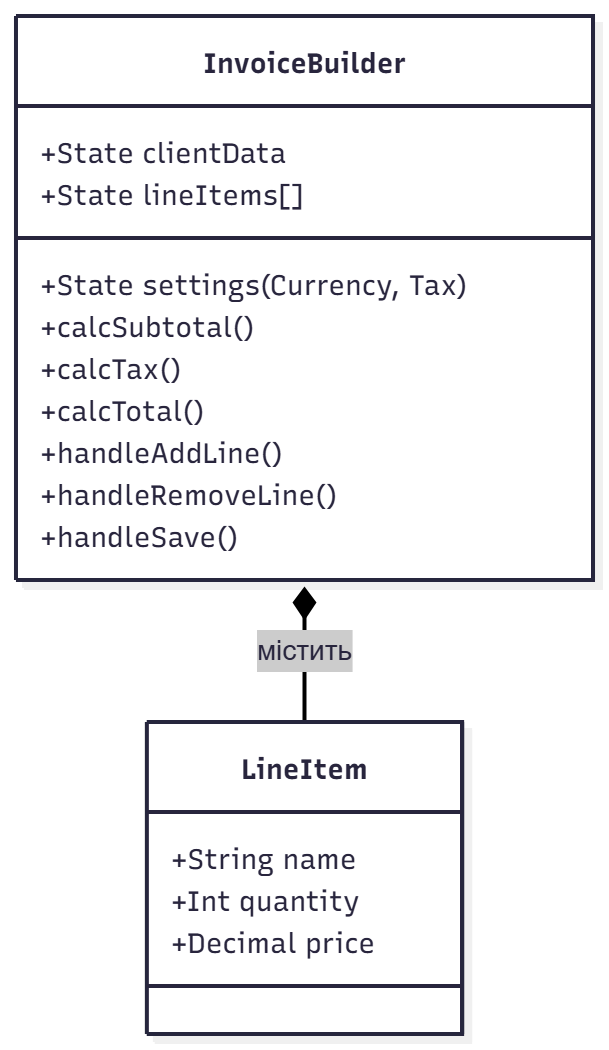 InvoiceBuilder
+State clientData
+State lineItems[]
+State settings(Currency, Tax)
+calcSubtotal()
+calcTax()
+calcTotal()
+handleAddLine()
+handleRemoveLine()
+handleSave()
містить
LineItem
+String name
+Int quantity
+Decimal price